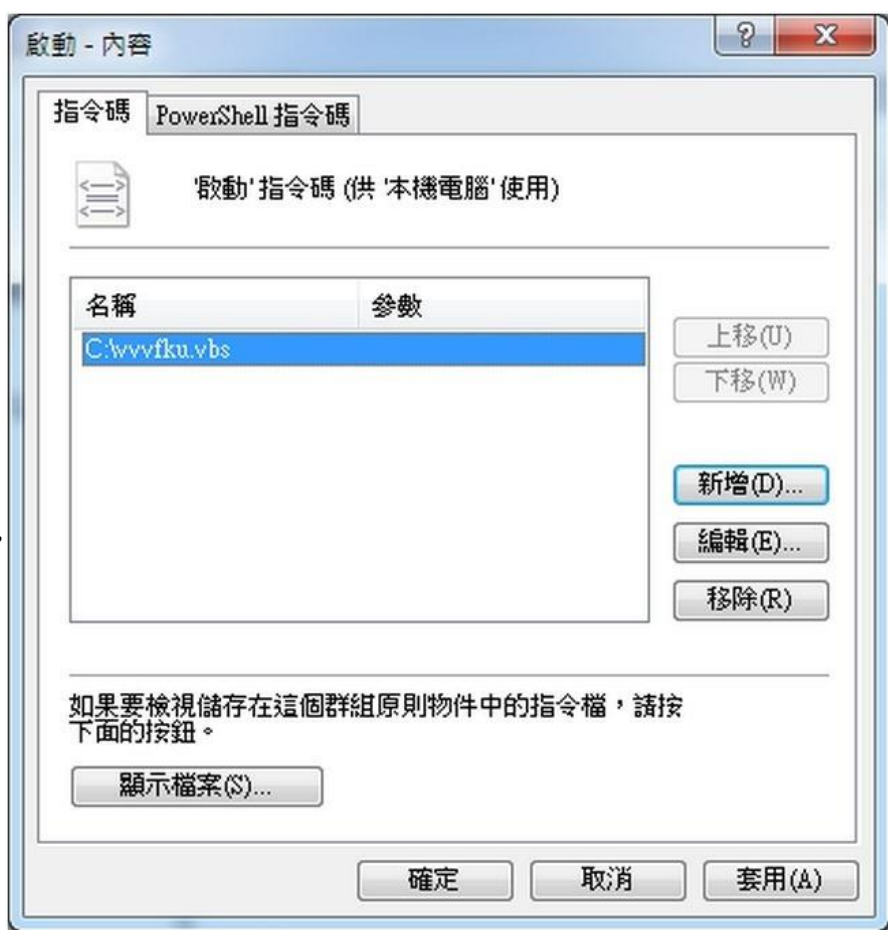 啟動 - 內容
指令碼 PowerShell 指令碼
'啟動' 指令碼 (供 '本機電腦' 使用)
名稱 參數
C:\wvvfku.vbs
上移(U)
下移(W)
新增(D)...
編輯(E)...
移除(R)
如果要檢視儲存在這個群組原則物件中的指令檔，請按
下面的按鈕。
顯示檔案(S)...
確定 取消 套用(A)